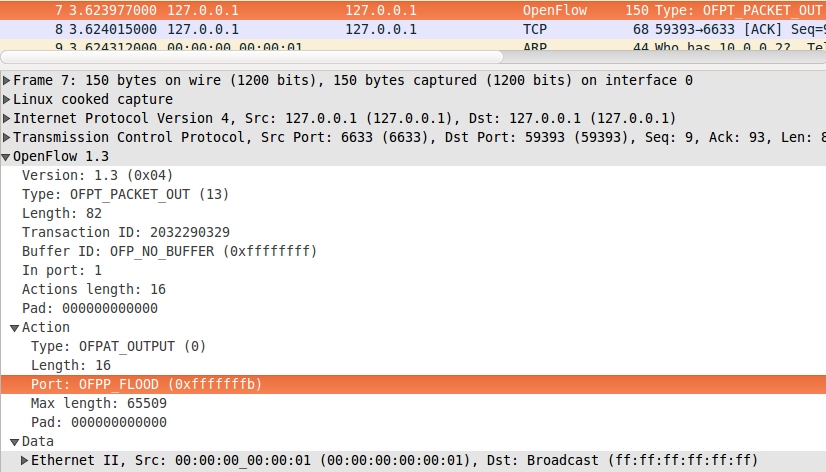 7 3.623977000 127.0.0.1 127.0.0.1 OpenFlow 150 Type: OFPT_PACKET_OUT
8 3.624015000 127.0.0.1 127.0.0.1 TCP 68 59393→6633 [ACK] Seq=9
9 3.624312000 00:00:00_00:00:01 ARP 44 Who has 10.0.0.2? Tel
Frame 7: 150 bytes on wire (1200 bits), 150 bytes captured (1200 bits) on interface 0
Linux cooked capture
Internet Protocol Version 4, Src: 127.0.0.1 (127.0.0.1), Dst: 127.0.0.1 (127.0.0.1)
Transmission Control Protocol, Src Port: 6633 (6633), Dst Port: 59393 (59393), Seq: 9, Ack: 93, Len: 8
OpenFlow 1.3
Version: 1.3 (0x04)
Type: OFPT_PACKET_OUT (13)
Length: 82
Transaction ID: 2032290329
Buffer ID: OFP_NO_BUFFER (0xffffffff)
In port: 1
Actions length: 16
Pad: 000000000000
Action
Type: OFPAT_OUTPUT (0)
Length: 16
Port: OFPP_FLOOD (0xfffffffb)
Max length: 65509
Pad: 000000000000
Data
Ethernet II, Src: 00:00:00_00:00:01 (00:00:00:00:00:01), Dst: Broadcast (ff:ff:ff:ff:ff:ff)